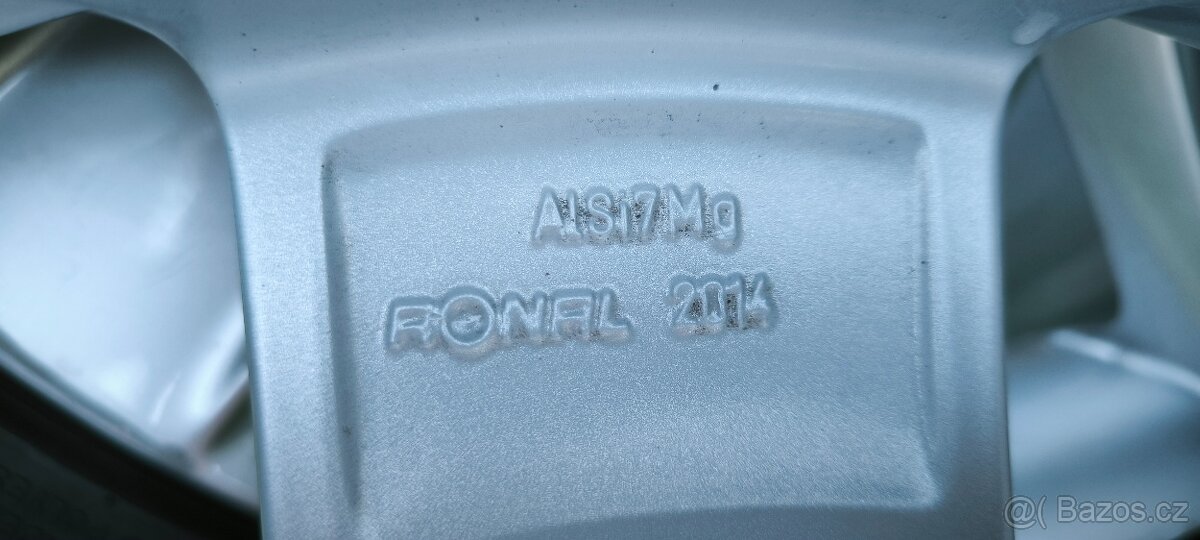 AlSi7Mg
RONAL 2014
@( Bazos.cz